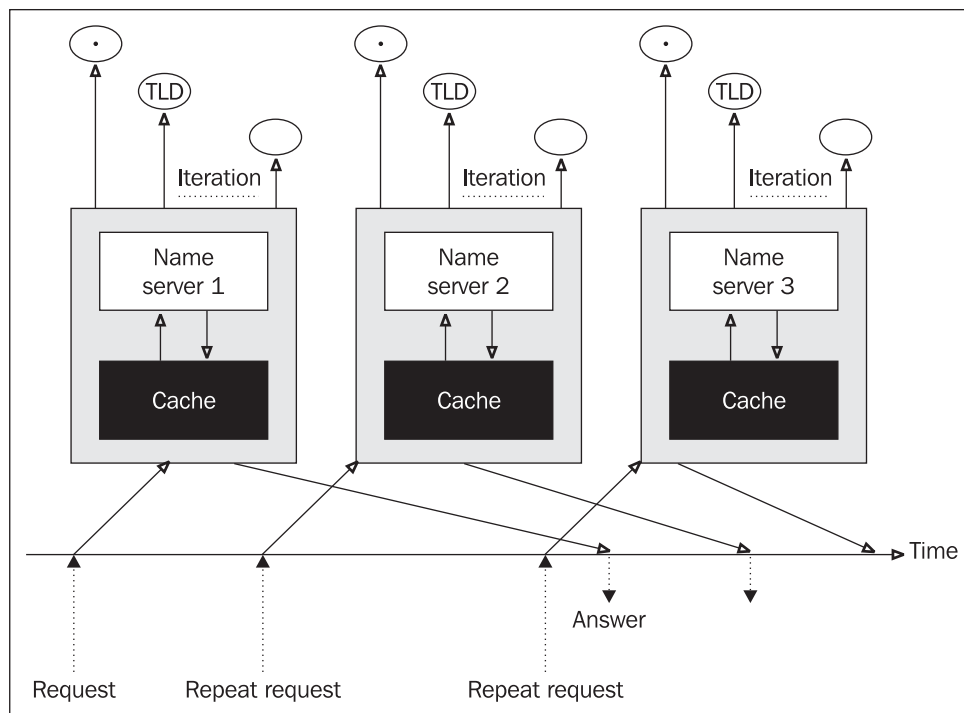 TLD
TLD
TLD
Iteration
Iteration
Iteration
Name
server 1
Name
server 2
Name
server 3
Cache
Cache
Cache
Time
Answer
Request
Repeat request
Repeat request